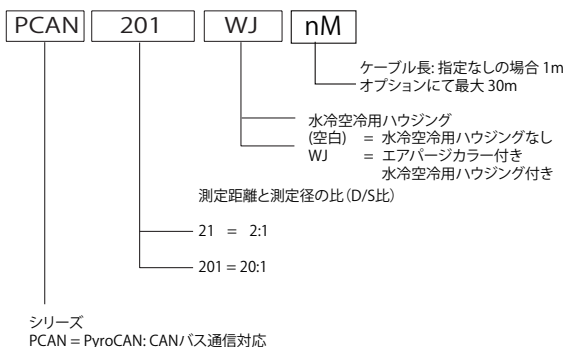 PCAN 201 WJ nM
ケーブル長: 指定なしの場合 1m
オプションにて最大 30m
水冷空冷用ハウジング
(空白) = 水冷空冷用ハウジングなし
WJ = エアパージカラー付き
水冷空冷用ハウジング付き
測定距離と測定径の比（D/S比）
21 = 2:1
201 = 20:1
シリーズ
PCAN = PyroCAN: CANバス通信対応